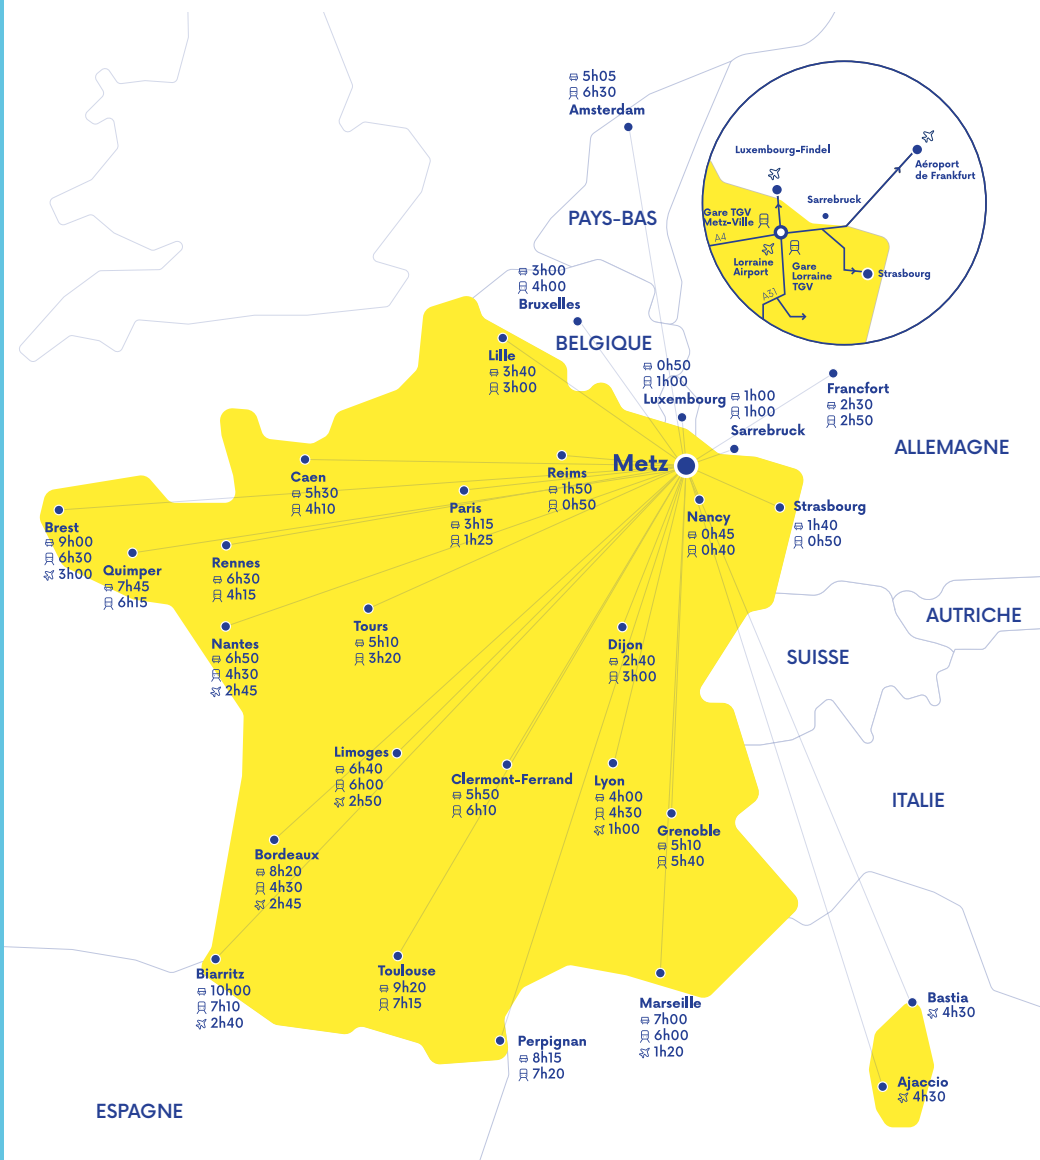 5h05
6h30
Amsterdam
PAYS-BAS
3h00
4h00
Bruxelles
BELGIQUE
Lille
3h40
3h00
0h50
1h00
Luxembourg
1h00
1h00
Sarrebruck
Francfort
2h30
2h50
ALLEMAGNE
Luxembourg-Findel
Aéroport
de Frankfurt
Sarrebruck
Gare TGV
Metz-Ville
A4
Lorraine
Airport
Gare
Lorraine
TGV
Strasbourg
A31
Metz
Caen
5h30
4h10
Reims
1h50
0h50
Paris
3h15
1h25
Nancy
0h45
0h40
Strasbourg
1h40
0h50
Brest
9h00
6h30
3h00
Quimper
7h45
6h15
Rennes
6h30
4h15
Nantes
6h50
4h30
2h45
Tours
5h10
3h20
Dijon
2h40
3h00
AUTRICHE
SUISSE
Limoges
6h40
6h00
2h50
Clermont-Ferrand
5h50
6h10
Lyon
4h00
4h30
1h00
Grenoble
5h10
5h40
ITALIE
Bordeaux
8h20
4h30
2h45
Biarritz
10h00
7h10
2h40
Toulouse
9h20
7h15
Marseille
7h00
6h00
1h20
Perpignan
8h15
7h20
Bastia
4h30
Ajaccio
4h30
ESPAGNE